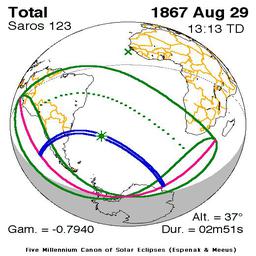 Total 1867 Aug 29
Saros 123 13:13 TD
Alt. = 37°
Gam. = -0.7940 Dur. = 02m51s
Five Millennium Canon of Solar Eclipses (Espenak & Meeus)